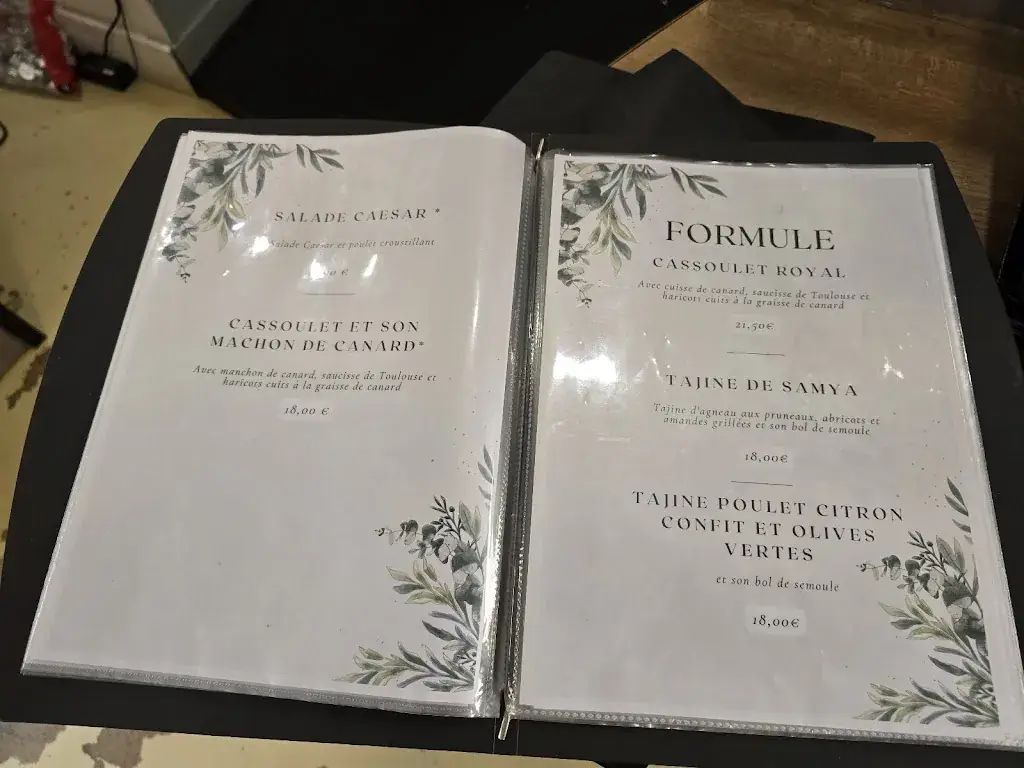 SALADE CAESAR *
Salade Caesar et poulet croustillant
€
CASSOULET ET SON
MACHON DE CANARD*
Avec manchon de canard, saucisse de Toulouse et
haricots cuits à la graisse de canard
18,00 €
FORMULE
CASSOULET ROYAL
Avec cuisse de canard, saucisse de Toulouse et
haricots cuits à la graisse de canard
21,50€
TAJINE DE SAMYA
Tajine d'agneau aux pruneaux, abricots et
amandes grillées et son bol de semoule
18,00€
TAJINE POULET CITRON
CONFIT ET OLIVES
VERTES
et son bol de semoule
18,00€